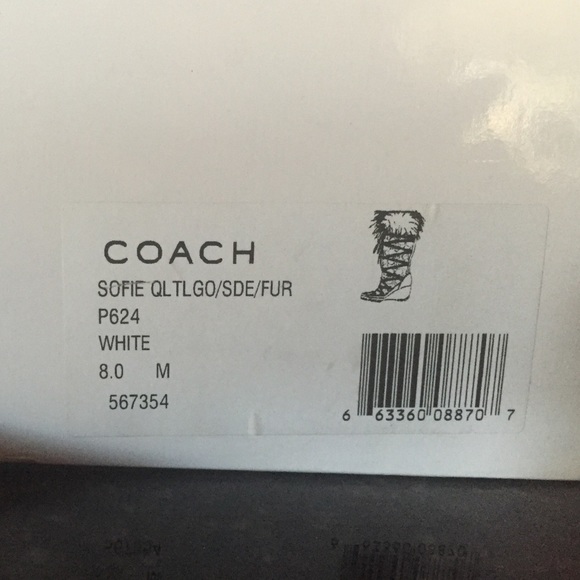 COACH
SOFIE QLTLGO/SDE/FUR
P624
WHITE
8.0 M
567354
6 63360 08870 7